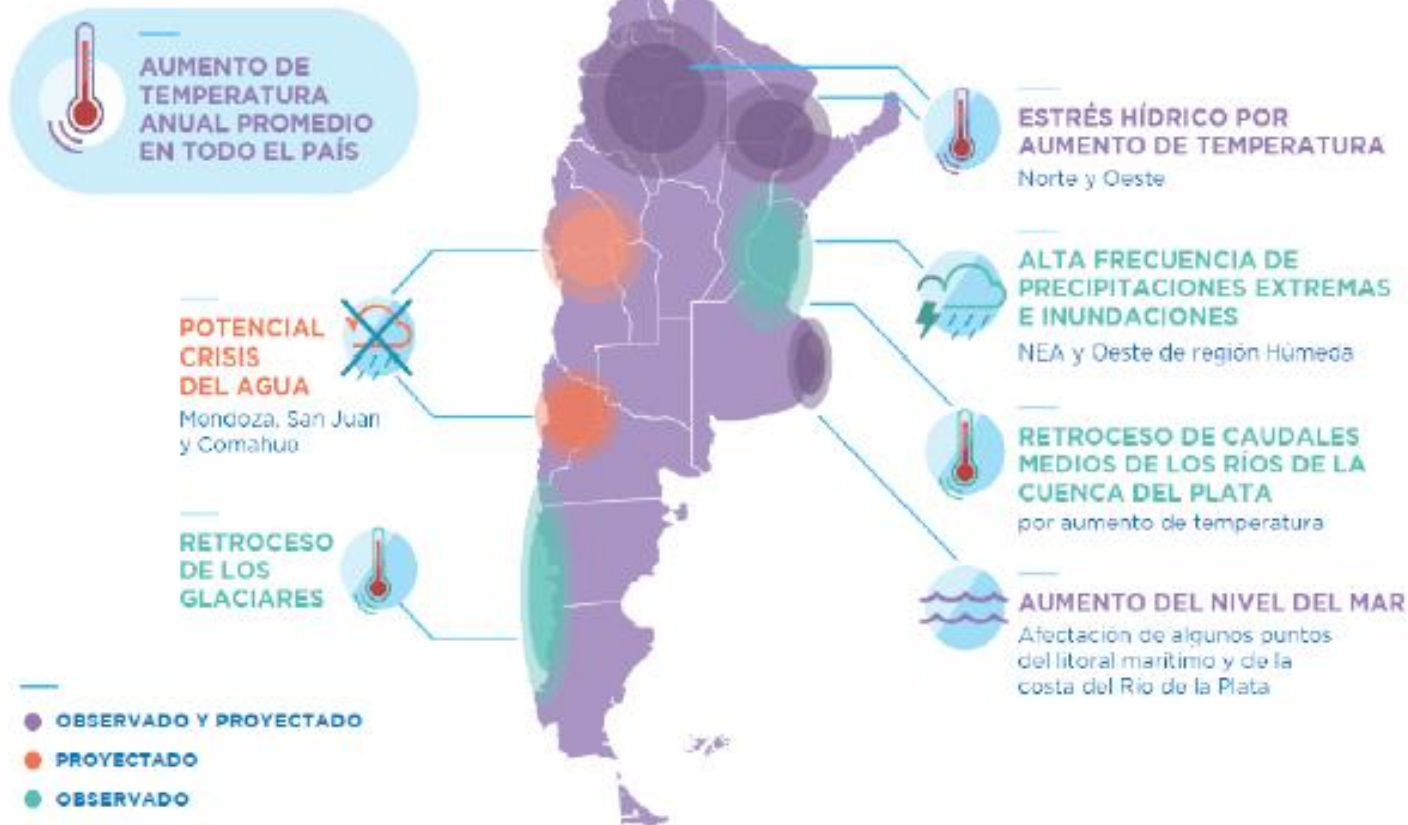 AUMENTO DE
TEMPERATURA
ANUAL PROMEDIO
EN TODO EL PAÍS
POTENCIAL
CRISIS
DEL AGUA
Mendoza, San Juan
y Comahue
RETROCESO
DE LOS
GLACIARES
ESTRÉS HÍDRICO POR
AUMENTO DE TEMPERATURA
Norte y Oeste
ALTA FRECUENCIA DE
PRECIPITACIONES EXTREMAS
E INUNDACIONES
NEA y Oeste de región Húmeda
RETROCESO DE CAUDALES
MEDIOS DE LOS RÍOS DE LA
CUENCA DEL PLATA
por aumento de temperatura
AUMENTO DEL NIVEL DEL MAR
Afectación de algunos puntos
del litoral marítimo y de la
costa del Río de la Plata
OBSERVADO Y PROYECTADO
PROYECTADO
OBSERVADO